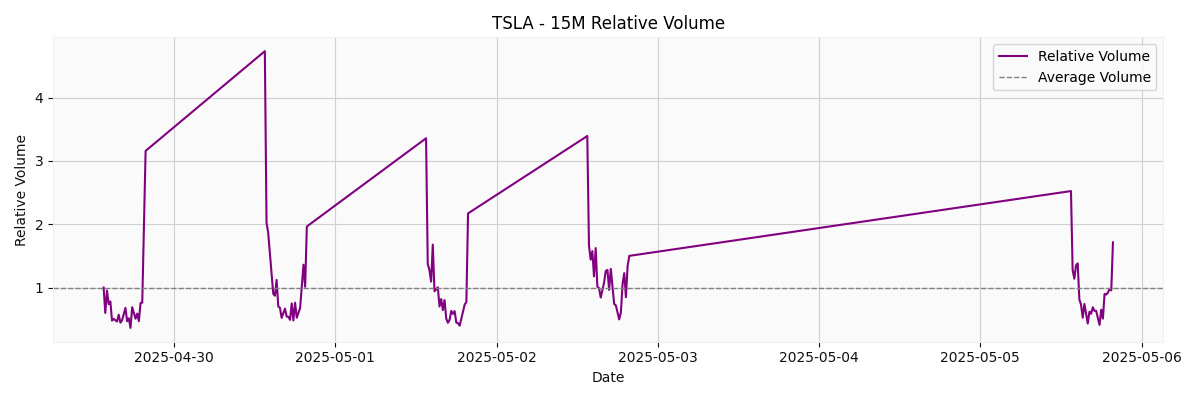 TSLA - 15M Relative Volume
Relative Volume
Average Volume
Relative Volume
4
3
2
1
2025-04-30
2025-05-01
2025-05-02
2025-05-03
2025-05-04
2025-05-05
2025-05-06
Date